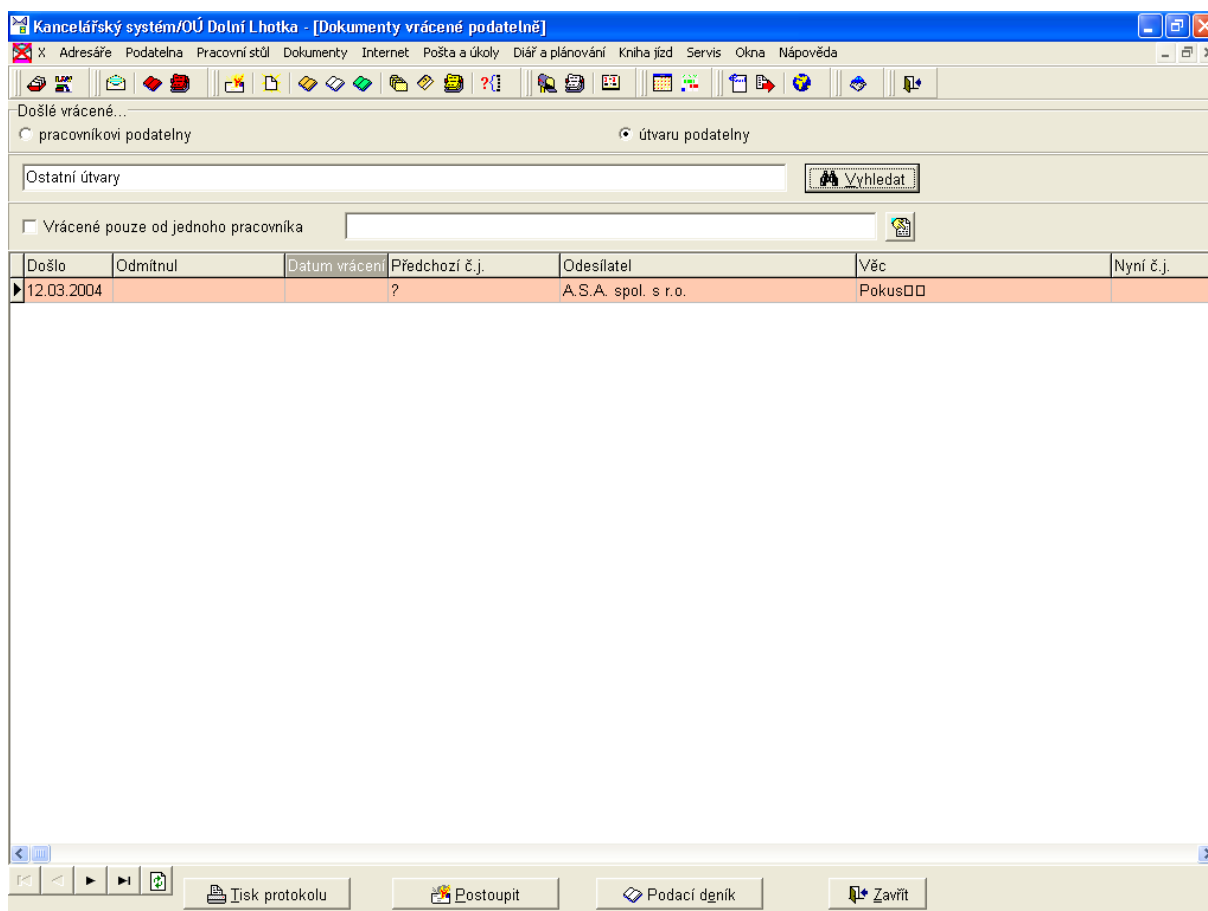 Kancelářský systém/OÚ Dolní Lhotka - [Dokumenty vrácené podatelně]
X Adresáře Podatelna Pracovní stůl Dokumenty Internet Pošta a úkoly Diář a plánování Kniha jízd Servis Okna Nápověda
Došlé vrácené...
pracovníkovi podatelny útvaru podatelny
Ostatní útvary Vyhledat
Vrácené pouze od jednoho pracovníka
Došlo Odmítnul Datum vrácení Předchozí č.j. Odesílatel Věc Nyní č.j.
12.03.2004 ? A.S.A. spol. s r.o. Pokus□□
Tisk protokolu Postoupit Podací deník Zavřít